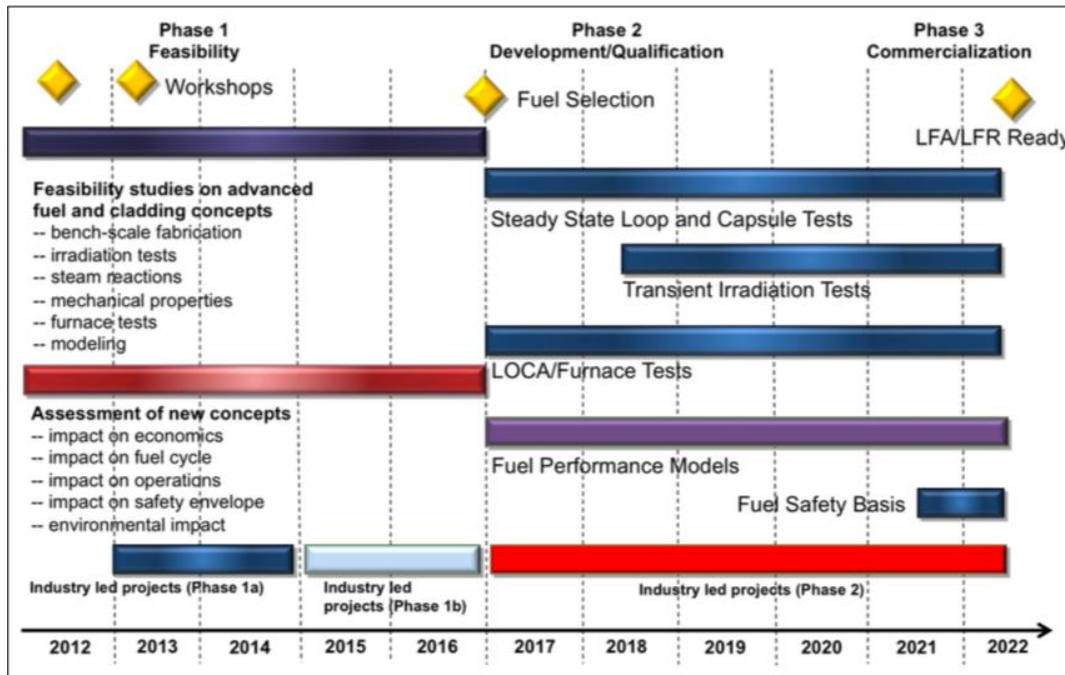 Phase 1
Feasibility
Phase 2
Development/Qualification
Phase 3
Commercialization
Workshops
Fuel Selection
LFA/LFR Ready
Feasibility studies on advanced
fuel and cladding concepts
-- bench-scale fabrication
-- irradiation tests
-- steam reactions
-- mechanical properties
-- furnace tests
-- modeling
Steady State Loop and Capsule Tests
Transient Irradiation Tests
LOCA/Furnace Tests
Assessment of new concepts
-- impact on economics
-- impact on fuel cycle
-- impact on operations
-- impact on safety envelope
-- environmental impact
Fuel Performance Models
Fuel Safety Basis
Industry led projects (Phase 1a)
Industry led
projects (Phase 1b)
Industry led projects (Phase 2)
2012 2013 2014 2015 2016 2017 2018 2019 2020 2021 2022